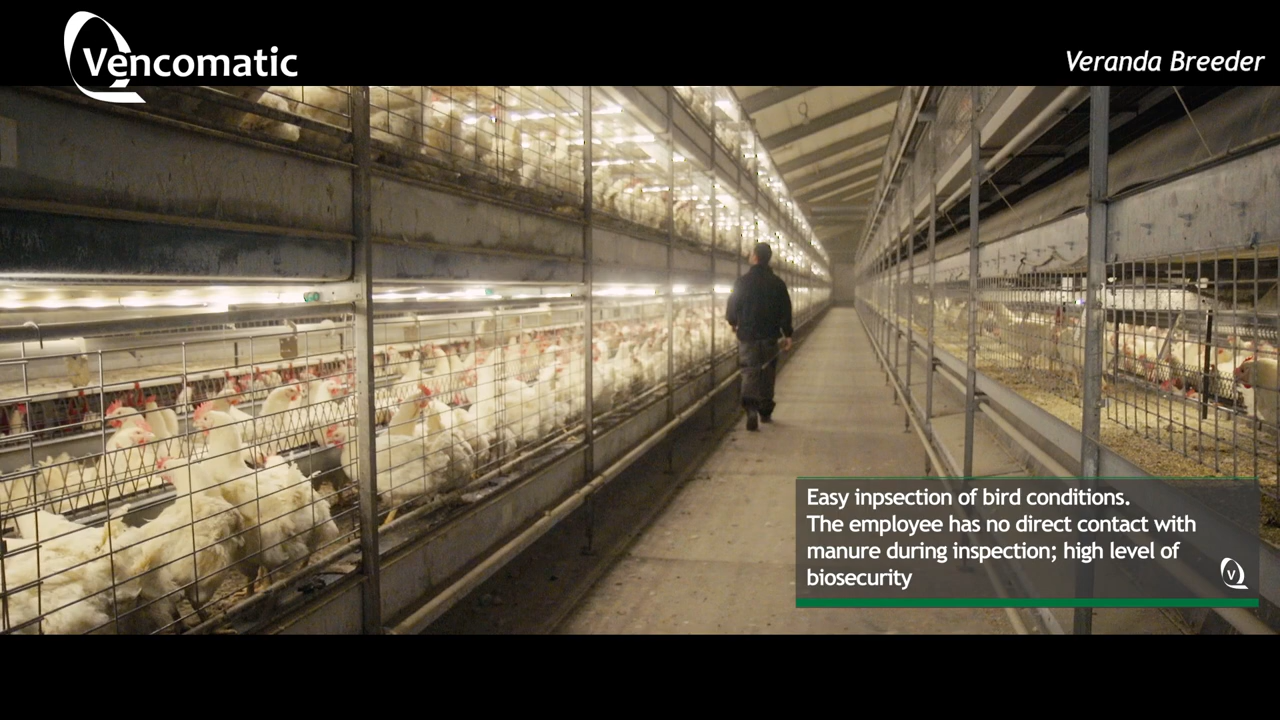 Vencomatic
Veranda Breeder
Easy inpsection of bird conditions.
The employee has no direct contact with
manure during inspection; high level of
biosecurity
V